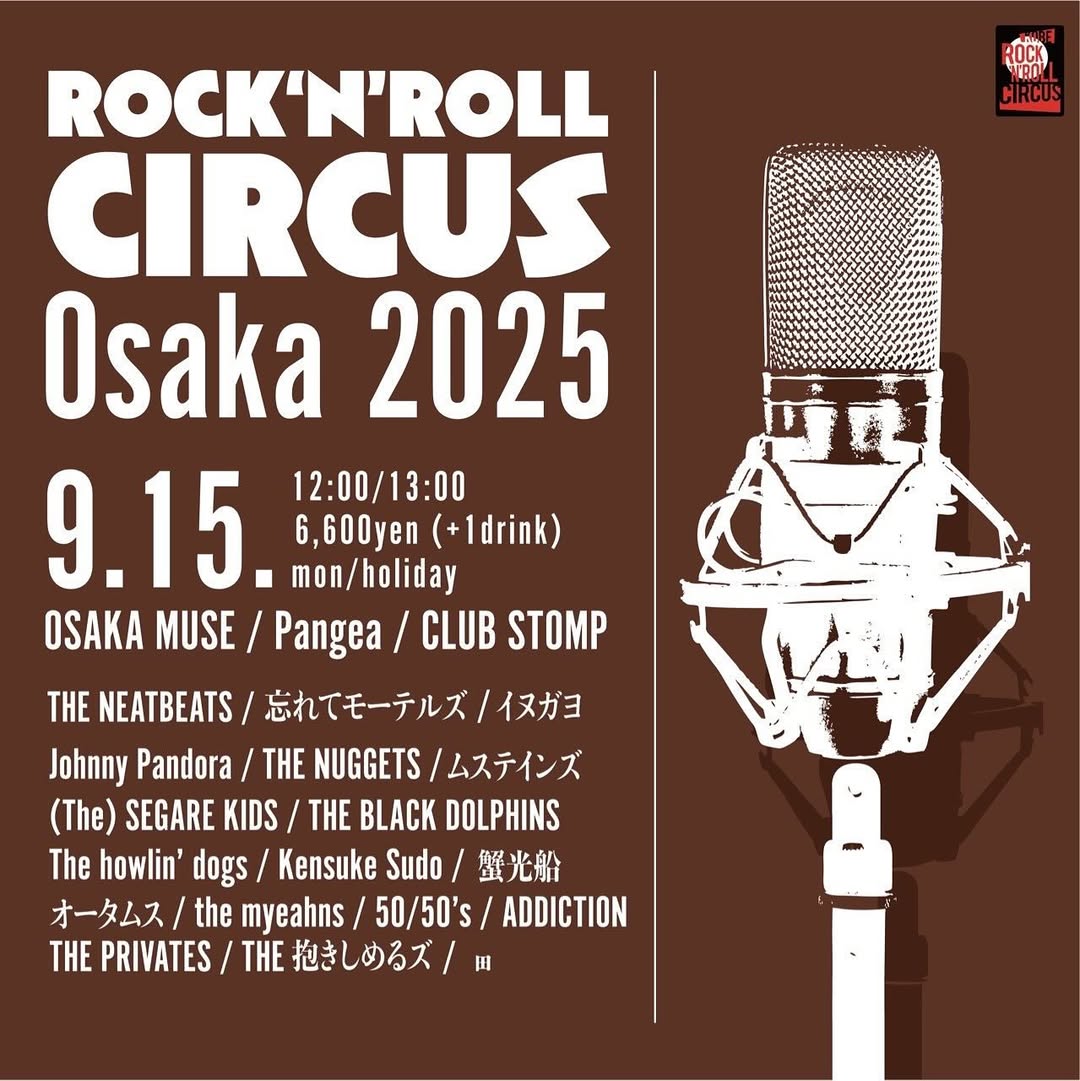 ROCK'N'ROLL
CIRCUS
Osaka 2025
9.15.
12:00/13:00
6,600yen (+1drink)
mon/holiday
OSAKA MUSE / Pangea / CLUB STOMP
THE NEATBEATS / 忘れてモーテルズ / イヌガヨ
Johnny Pandora / THE NUGGETS / ムステインズ
(The) SEGARE KIDS / THE BLACK DOLPHINS
The howlin' dogs / Kensuke Sudo / 蟹光船
オータムス / the myeahns / 50/50's / ADDICTION
THE PRIVATES / THE 抱きしめるズ / 田
KOBE
ROCK
'N'ROLL
CIRCUS